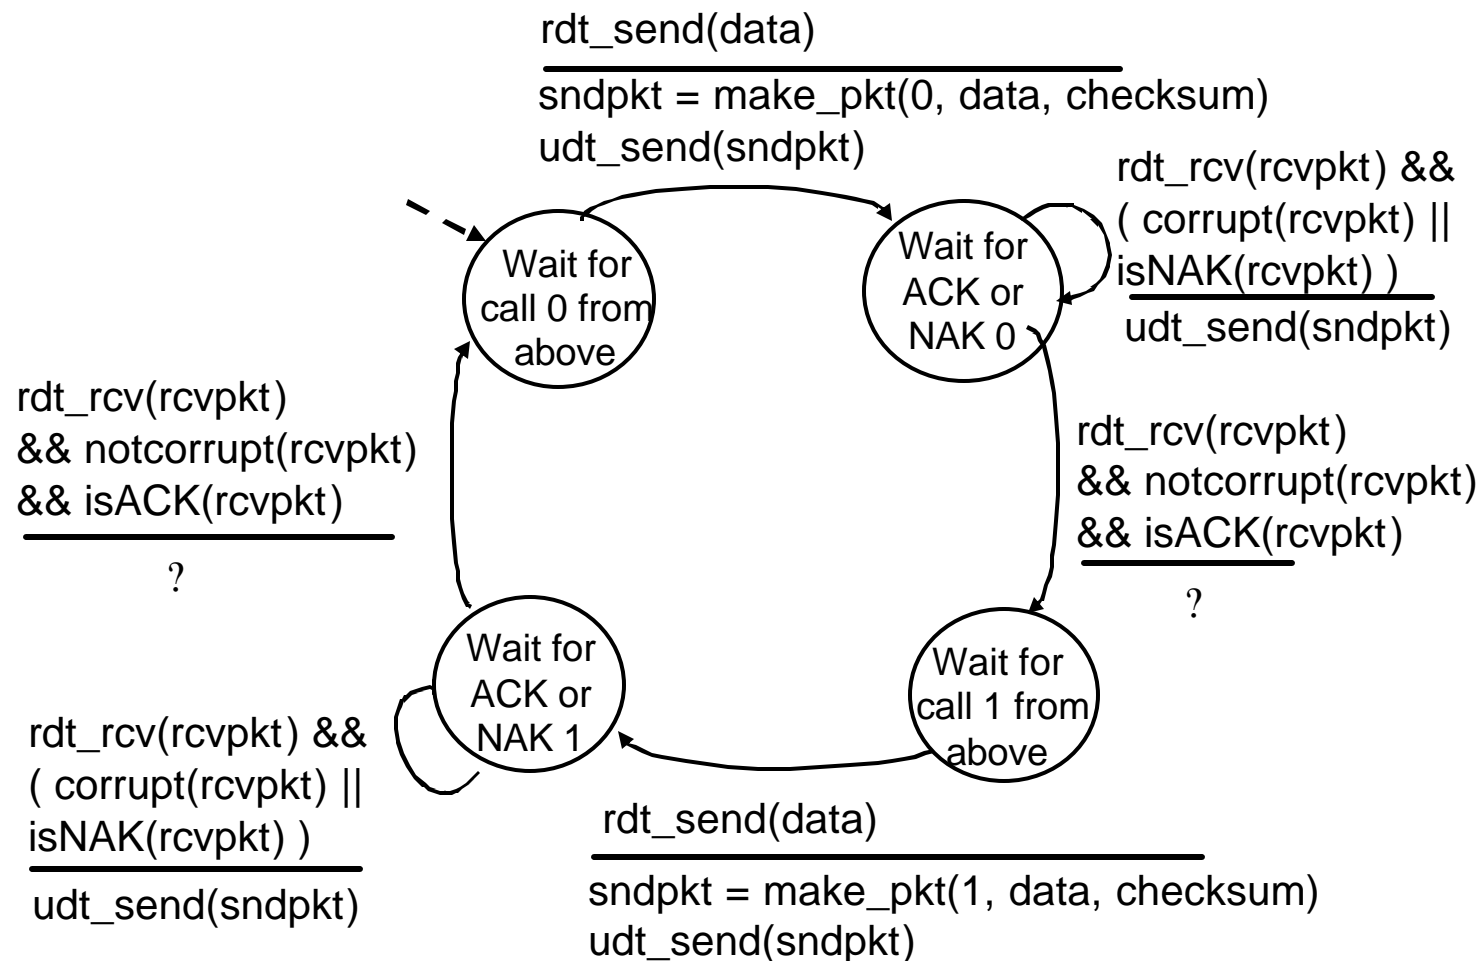 rdt_send(data)
sndpkt = make_pkt(0, data, checksum)
udt_send(sndpkt)
rdt_rcv(rcvpkt) &&
( corrupt(rcvpkt) ||
isNAK(rcvpkt) )
udt_send(sndpkt)
Wait for
call 0 from
above
Wait for
ACK or
NAK 0
rdt_rcv(rcvpkt)
&& notcorrupt(rcvpkt)
&& isACK(rcvpkt)
?
rdt_rcv(rcvpkt)
&& notcorrupt(rcvpkt)
&& isACK(rcvpkt)
?
Wait for
ACK or
NAK 1
Wait for
call 1 from
above
rdt_rcv(rcvpkt) &&
( corrupt(rcvpkt) ||
isNAK(rcvpkt) )
udt_send(sndpkt)
rdt_send(data)
sndpkt = make_pkt(1, data, checksum)
udt_send(sndpkt)